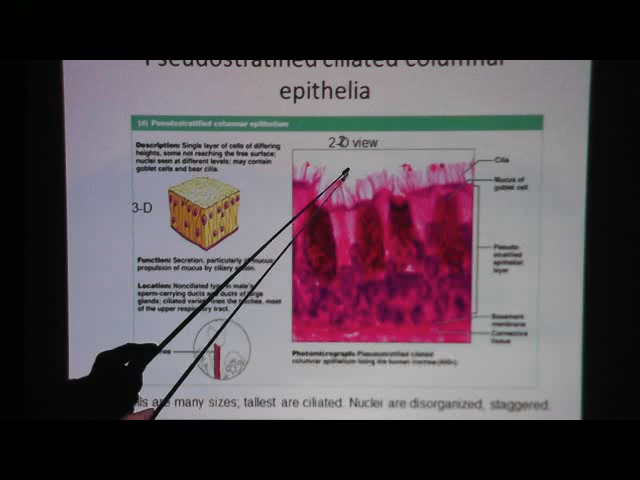 Pseudostratified ciliated columnar
epithelia
(d) Pseudostratified columnar epithelium
Description: Single layer of cells of differing
heights, some not reaching the free surface;
nuclei seen at different levels; may contain
goblet cells and bear cilia.
3-D
Function: Secretion, particularly of mucus;
propulsion of mucus by ciliary action.
Location: Nonciliated type in male's
sperm-carrying ducts and ducts of large
glands; ciliated variety lines the trachea, most
of the upper respiratory tract.
2-D view
Cilia
Mucus of
goblet cell
Pseudo-
stratified
epithelial
layer
Basement
membrane
Connective
tissue
Photomicrograph: Pseudostratified ciliated
columnar epithelium lining the human trachea
are many sizes; tallest are ciliated. Nuclei are disorganized, staggered.